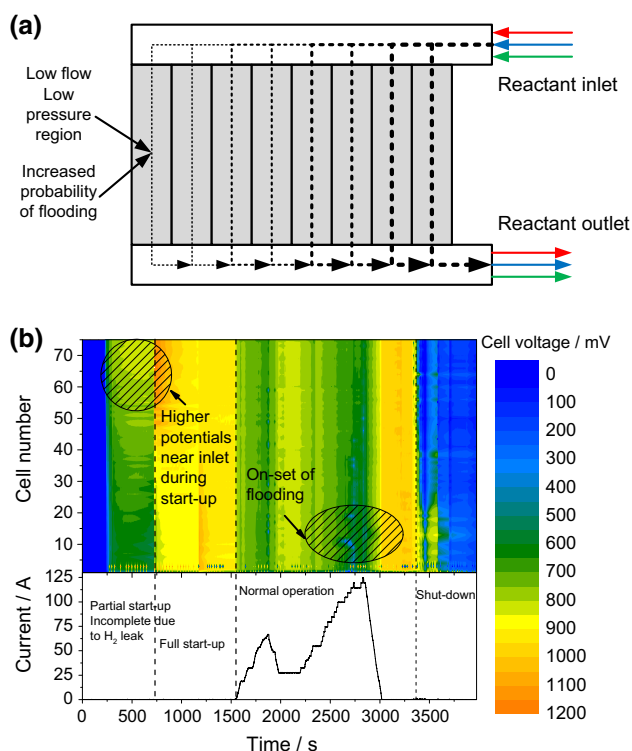 (a)
Low flow
Low
pressure
region
Increased
probability
of flooding
Reactant inlet
Reactant outlet
(b)
Cell voltage / mV
0
100
200
300
400
500
600
700
800
900
1000
1100
1200
Cell number
70
60
50
40
30
20
10
Higher
potentials
near inlet
during
start-up
On-set of
flooding
Current / A
125
100
75
50
25
0
Partial start-up
Incomplete due
to H2 leak
Full start-up
Normal operation
Shut-down
0 500 1000 1500 2000 2500 3000 3500
Time / s